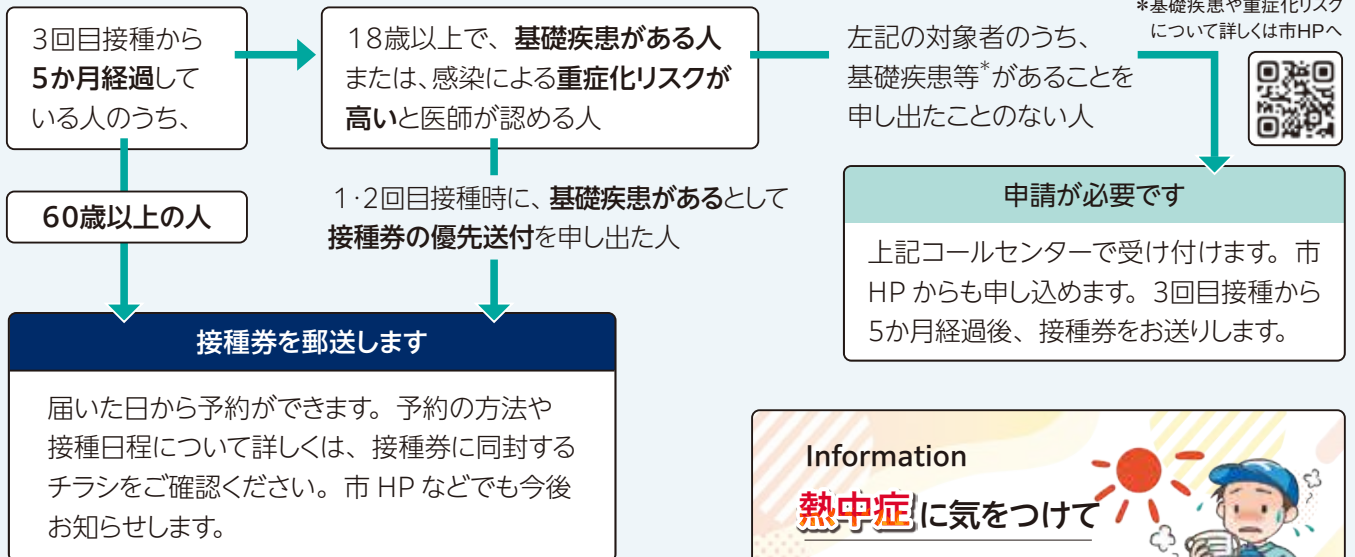 3回目接種から
5か月経過して
いる人のうち、
60歳以上の人
18歳以上で、基礎疾患がある人
または、感染による重症化リスクが
高いと医師が認める人
1・2回目接種時に、基礎疾患があるとして
接種券の優先送付を申し出た人
接種券を郵送します
届いた日から予約ができます。予約の方法や
接種日程について詳しくは、接種券に同封する
チラシをご確認ください。市 HP などでも今後
お知らせします。
左記の対象者のうち、
基礎疾患等*があることを
申し出たことのない人
*基礎疾患や重症化リスク
について詳しくは市HPへ
申請が必要です
上記コールセンターで受け付けます。市
HP からも申し込めます。3回目接種から
5か月経過後、接種券をお送りします。
Information
熱中症に気をつけて